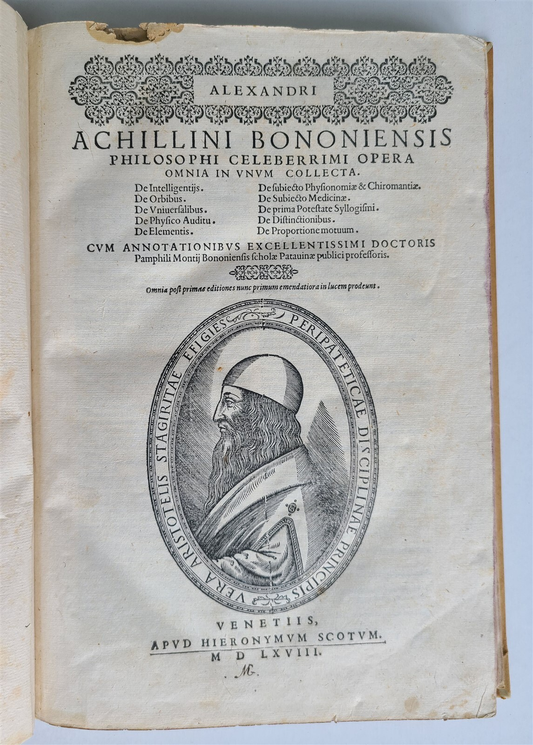 ALEXANDRI
ACHILLINI BONONIENSIS
PHILOSOPHI CELEBERRIMI OPERA
OMNIA IN VNVM COLLECTA.
De Intelligentijs.
De Orbibus.
De Vniuersalibus.
De Physico Auditu.
De Elementis.
De subiecto Physionomiæ & Chiromantiæ.
De Subiecto Medicinæ.
De prima Potestate Syllogismi.
De Distinctionibus.
De Proportione motuum.
CVM ANNOTATIONIBVS EXCELLENTISSIMI DOCTORIS
Pamphili Montij Bononiensis scholæ Patauinæ publici professoris.
Omnia post primas editiones nunc primum emendatiora in lucem prodeunt.
VERA ARISTOTELIS STAGIRITAE EFIGIES PERIPATETICAE DISCIPLINAE PRINCIPIS
VENETIIS,
APVD HIERONYMVM SCOTVM.
M D LXVIII.